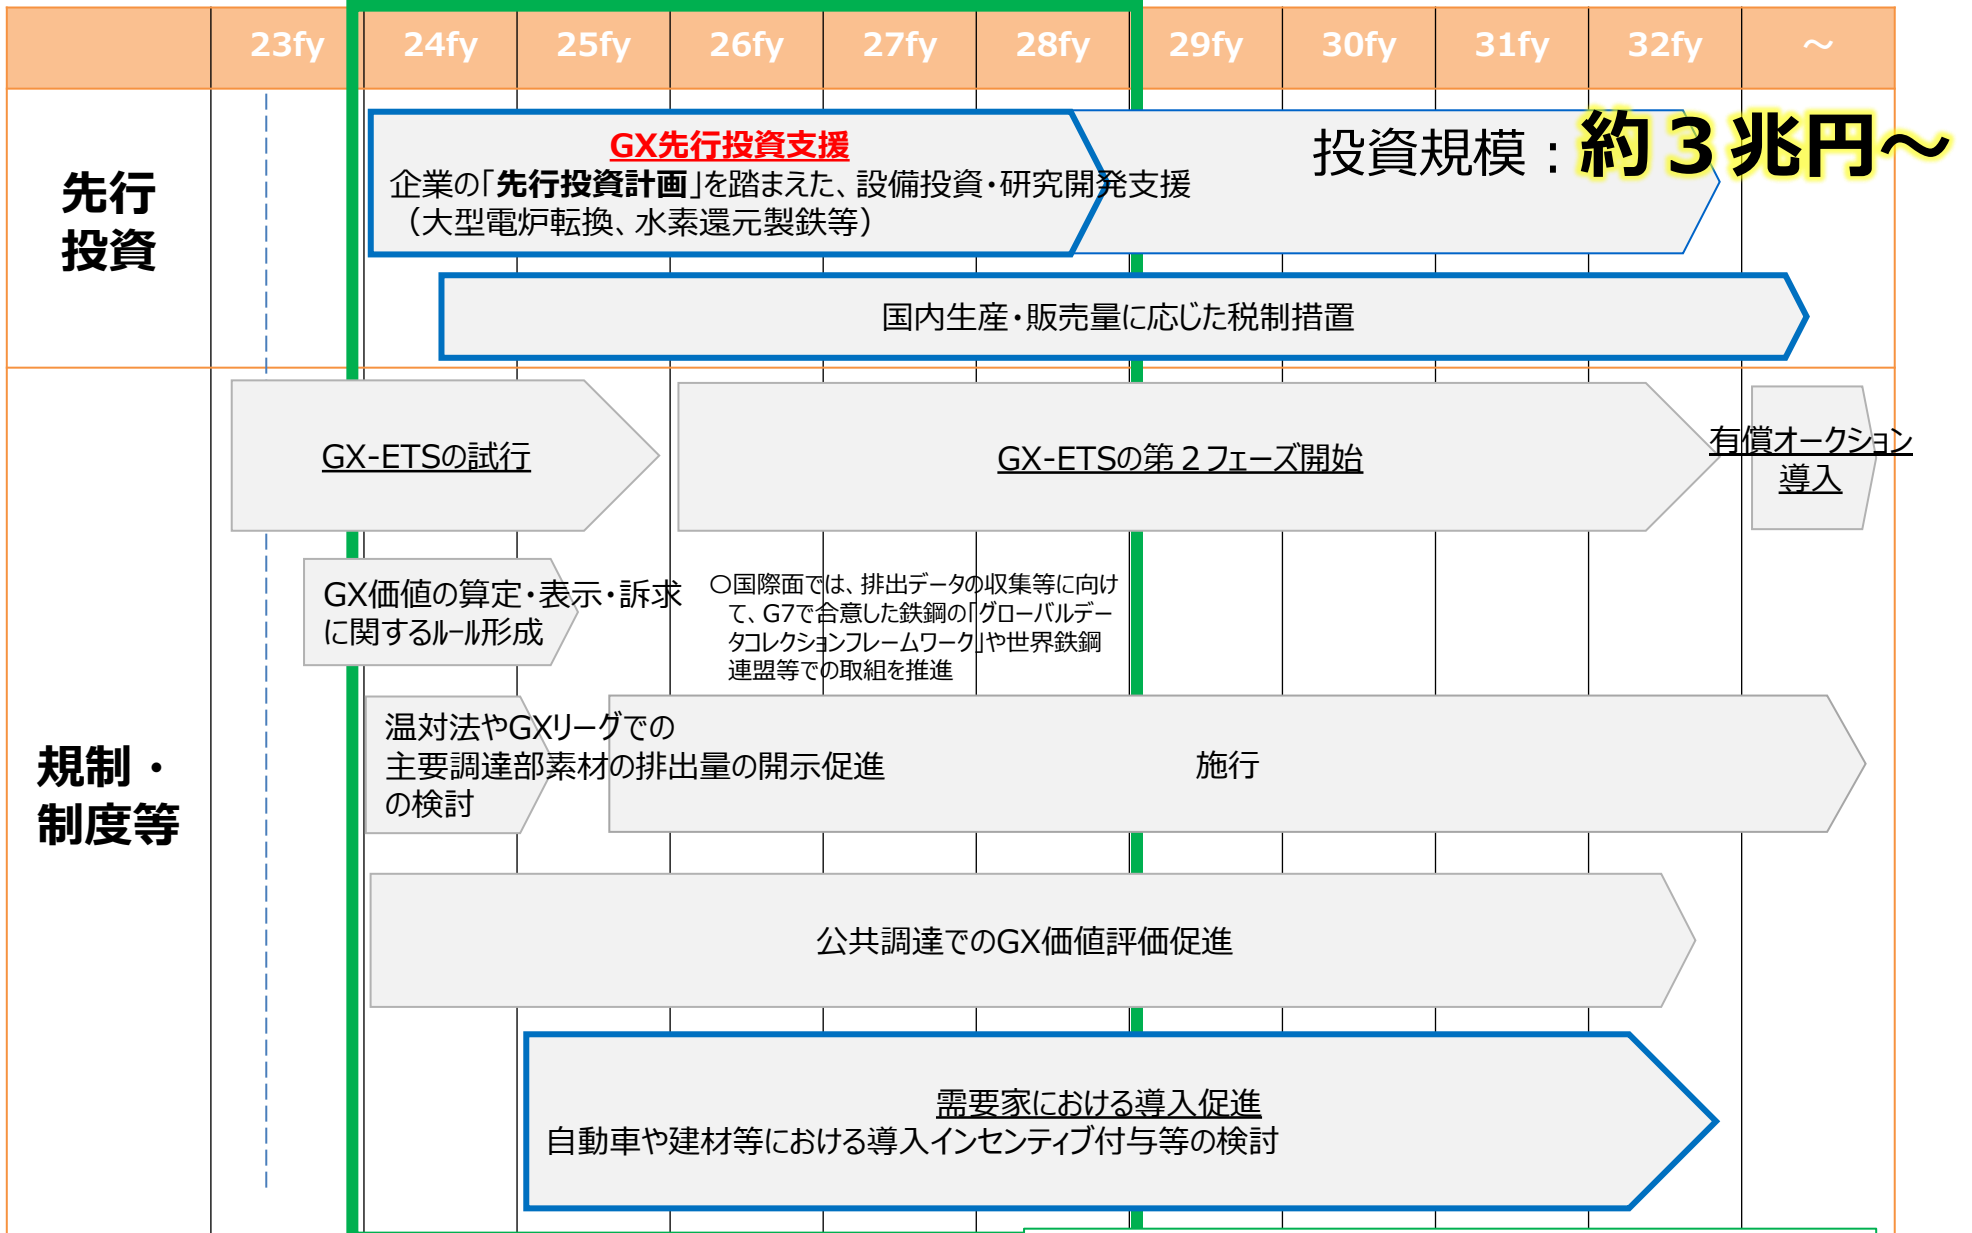 23fy 24fy 25fy 26fy 27fy 28fy 29fy 30fy 31fy 32fy ～
先行
投資
GX先行投資支援
企業の「先行投資計画」を踏まえた、設備投資・研究開発支援
（大型電炉転換、水素還元製鉄等）
投資規模：約３兆円～
国内生産・販売量に応じた税制措置
規制・
制度等
GX-ETSの試行
GX-ETSの第２フェーズ開始
有償オークション
導入
GX価値の算定・表示・訴求
に関するルール形成
○国際面では、排出データの収集等に向け
て、G7で合意した鉄鋼の「グローバルデー
タコレクションフレームワーク」や世界鉄鋼
連盟等での取組を推進
温対法やGXリーグでの
主要調達部素材の排出量の開示促進
の検討
施行
公共調達でのGX価値評価促進
需要家における導入促進
自動車や建材等における導入インセンティブ付与等の検討